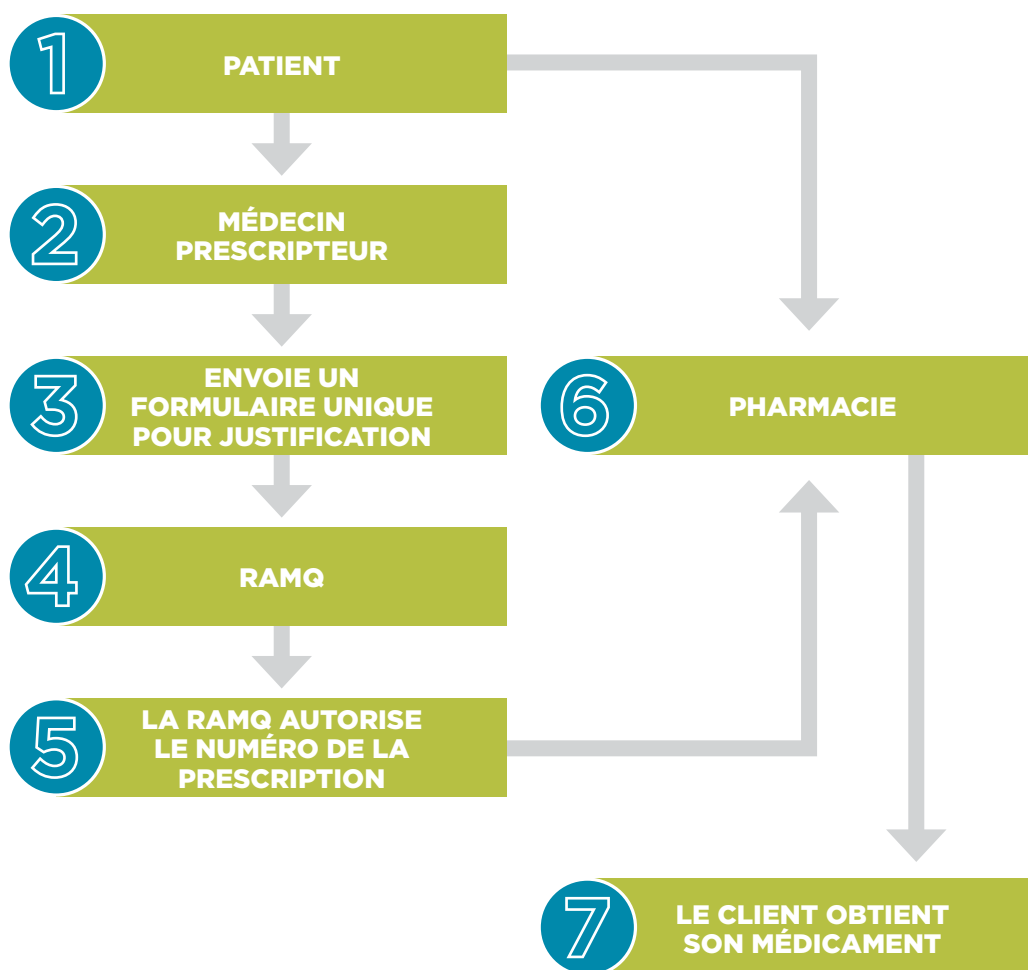 1
PATIENT
2
MÉDECIN
PRESCRIPTEUR
3
ENVOIE UN
FORMULAIRE UNIQUE
POUR JUSTIFICATION
4
RAMQ
5
LA RAMQ AUTORISE
LE NUMÉRO DE LA
PRESCRIPTION
6
PHARMACIE
7
LE CLIENT OBTIENT
SON MÉDICAMENT